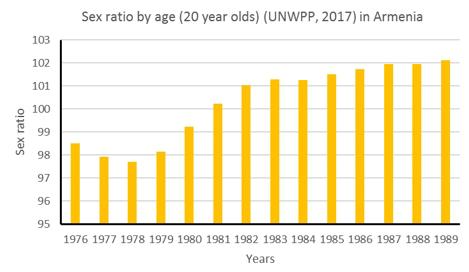 Sex ratio by age (20 year olds) (UNWPP, 2017) in Armenia
103
102
101
100
99
98
97
96
95
Sex ratio
1976 1977 1978 1979 1980 1981 1982 1983 1984 1985 1986 1987 1988 1989
Years